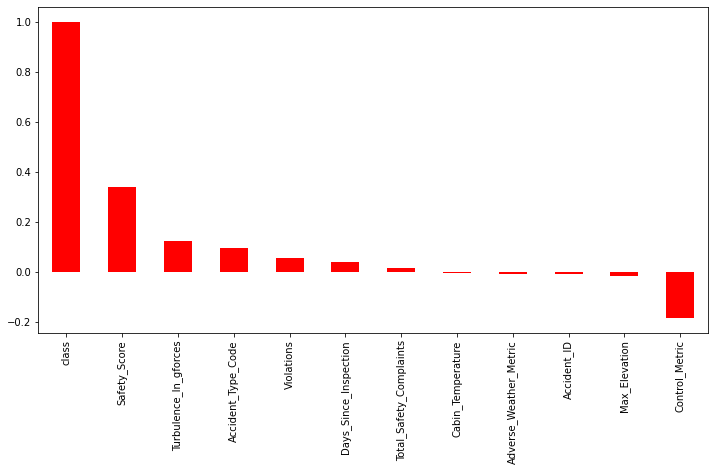 1.0
0.8
0.6
0.4
0.2
0.0
−0.2
class
Safety_Score
Turbulence_In_gforces
Accident_Type_Code
Violations
Days_Since_Inspection
Total_Safety_Complaints
Cabin_Temperature
Adverse_Weather_Metric
Accident_ID
Max_Elevation
Control_Metric